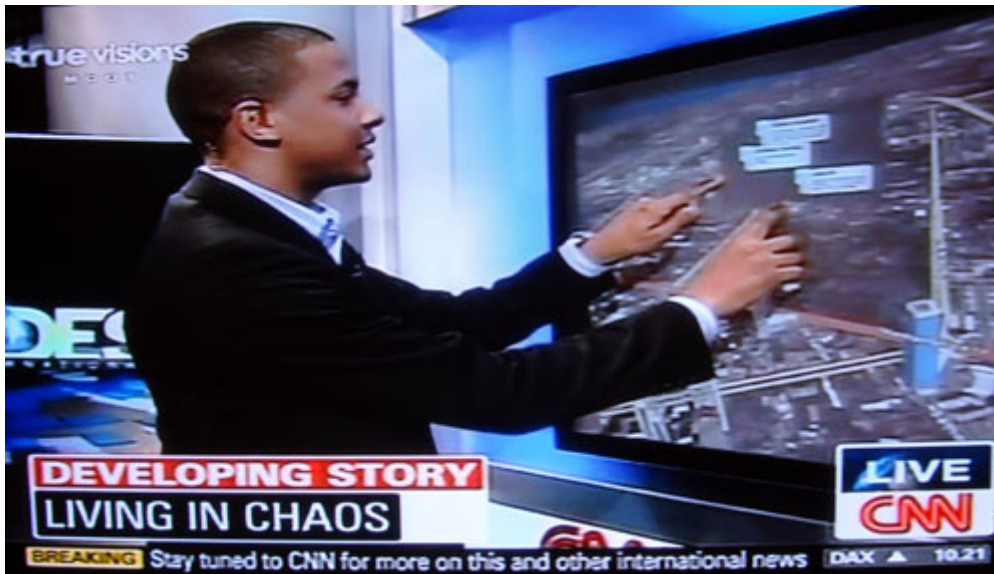 true visions
DES
DEVELOPING STORY
LIVING IN CHAOS
LIVE
CNN
BREAKING Stay tuned to CNN for more on this and other international news DAX ▲ 10.21